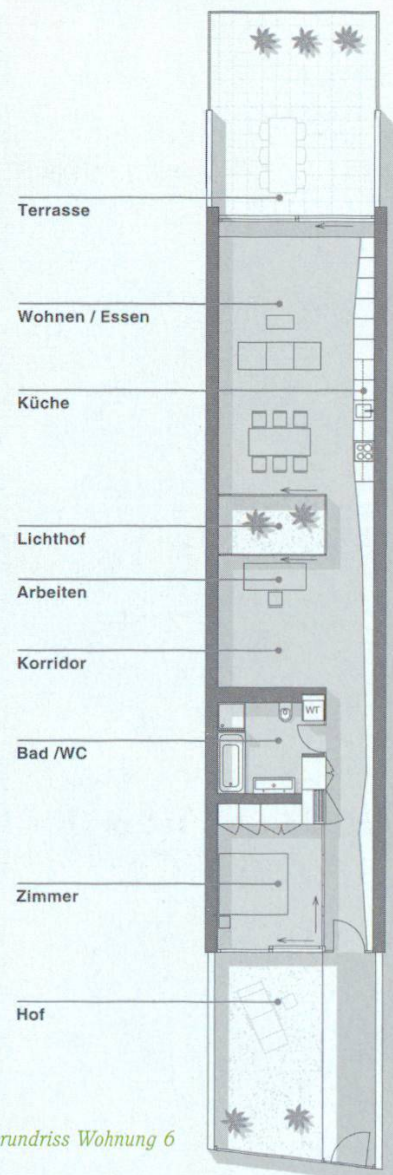 Terrasse
Wohnen / Essen
Küche
Lichthof
Arbeiten
Korridor
WT
Bad /WC
Zimmer
Hof
rundriss Wohnung 6